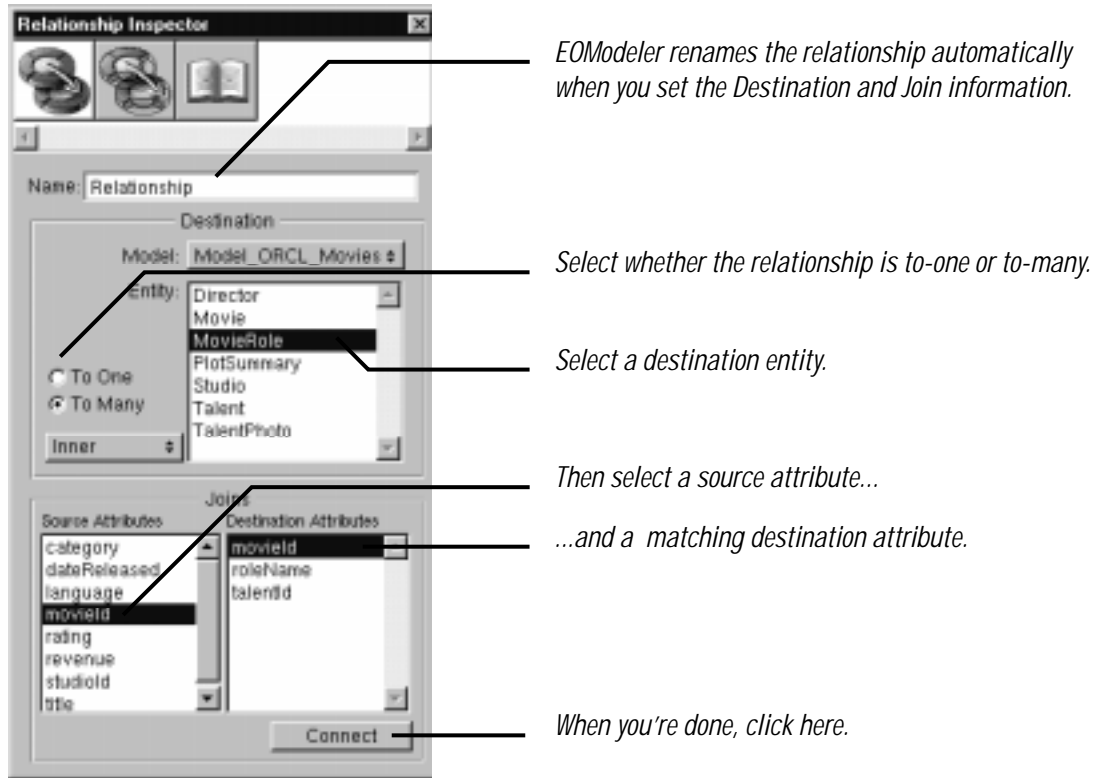 Relationship Inspector
EOModeler renames the relationship automatically
when you set the Destination and Join information.
Name: Relationship
Destination
Model: Model_ORCL_Movies
Select whether the relationship is to-one or to-many.
Entity:
Director
Movie
MovieRole
PlotSummary
Studio
Talent
TalentPhoto
Select a destination entity.
To One
To Many
Inner
Then select a source attribute...
Joins
Source Attributes
Destination Attributes
...and a matching destination attribute.
category
dateReleased
language
movieId
rating
revenue
studioId
title
movieId
roleName
talentId
Connect
When you're done, click here.